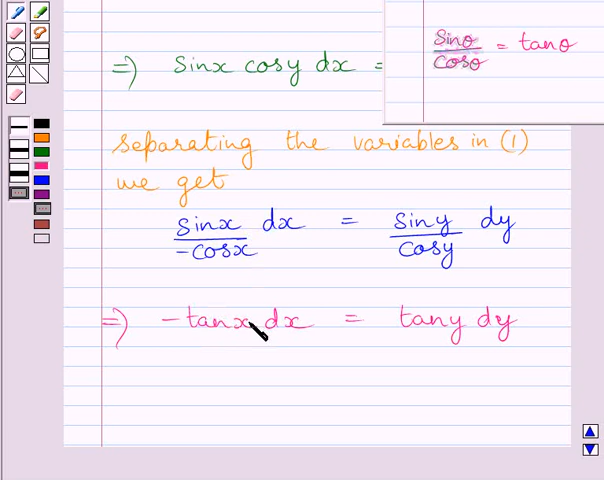 sinθ
——— = tanθ
cosθ
=) sinx cosy dx =
separating the variables in (1)
we get
sinx/-cosx dx = siny/cosy dy
=) -tanx dx = tany dy